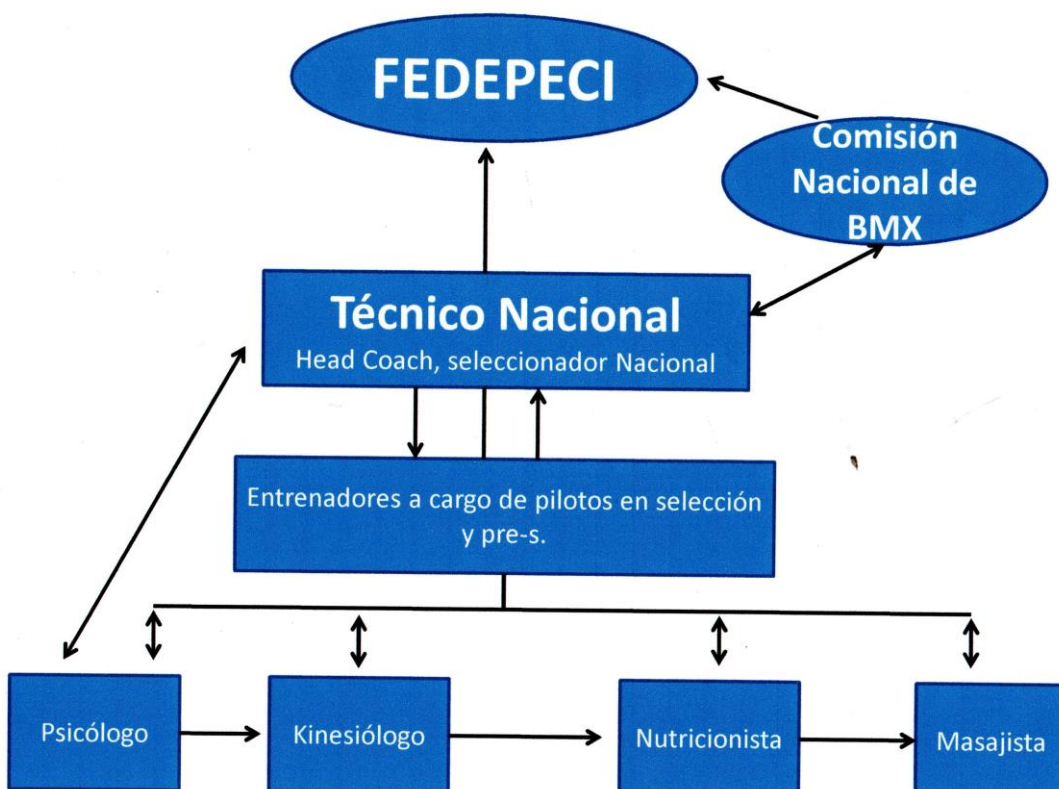 FEDEPECI
Comisión
Nacional de
BMX
Técnico Nacional
Head Coach, seleccionador Nacional
Entrenadores a cargo de pilotos en selección
y pre-s.
Psicólogo
Kinesiólogo
Nutricionista
Masajista